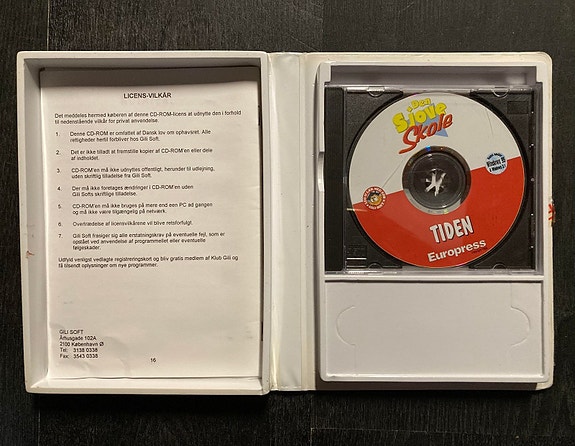 LICENS-VILKÅR
Det meddeles hermed køberen af denne CD-ROM-licens at udnytte den i forhold
til nedenstående vilkår for privat anvendelse.
1. Denne CD-ROM er omfattet af Dansk lov om ophavsret. Alle
rettigheder hertil forbliver hos Gili Soft.
2. Det er ikke tilladt at fremstille kopier af CD-ROM'en eller dele
af indholdet.
3. CD-ROM'en må ikke udnyttes offentligt, herunder til udlejning,
uden skriftlig tilladelse fra Gili Soft.
4. Der må ikke foretages ændringer i CD-ROM'en uden
Gili Softs skriftlige tilladelse.
5. CD-ROM'en må ikke bruges på mere end een PC ad gangen
og må ikke være tilgængelig på netværk.
6. Overtrædelse af licensvilkårene vil blive retsforfulgt.
7. Gili Soft frasiger sig alle erstatningskrav på eventuelle fejl, som er
opstået ved anvendelse af programmellet eller eventuelle
følgeskader.
Udfyld venligst vedlagte registreringskort og bliv gratis medlem af Klub Gili og
få tilsendt oplysninger om nye programmer.
GILI SOFT
Århusgade 102A
2100 København Ø
Tel: 3138 0338
Fax: 3543 0338
16
Den
Sjove
Skole
TIDEN
Europress